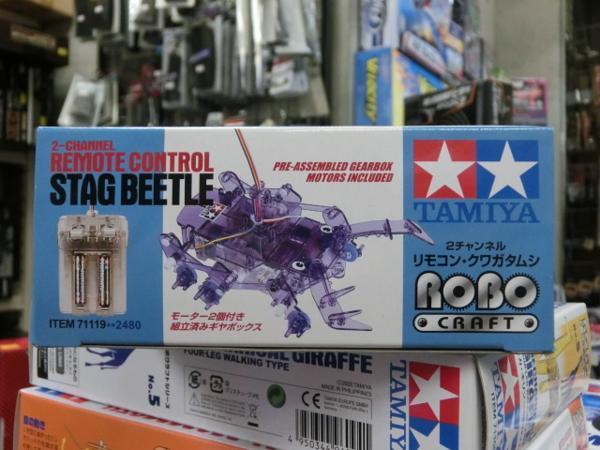 2-CHANNEL
REMOTE CONTROL
STAG BEETLE
PRE-ASSEMBLED GEARBOX
MOTORS INCLUDED
TAMIYA
2チャンネル
リモコン・クワガタムシ
ROBO
CRAFT
モーター2個付き
組立済みギヤボックス
ITEM 71119 2480
GIRAFFE
FOUR-LEG WALKING TYPE
No.5
MADE IN PHILIPPINES
TAMIYA
VELOCITY